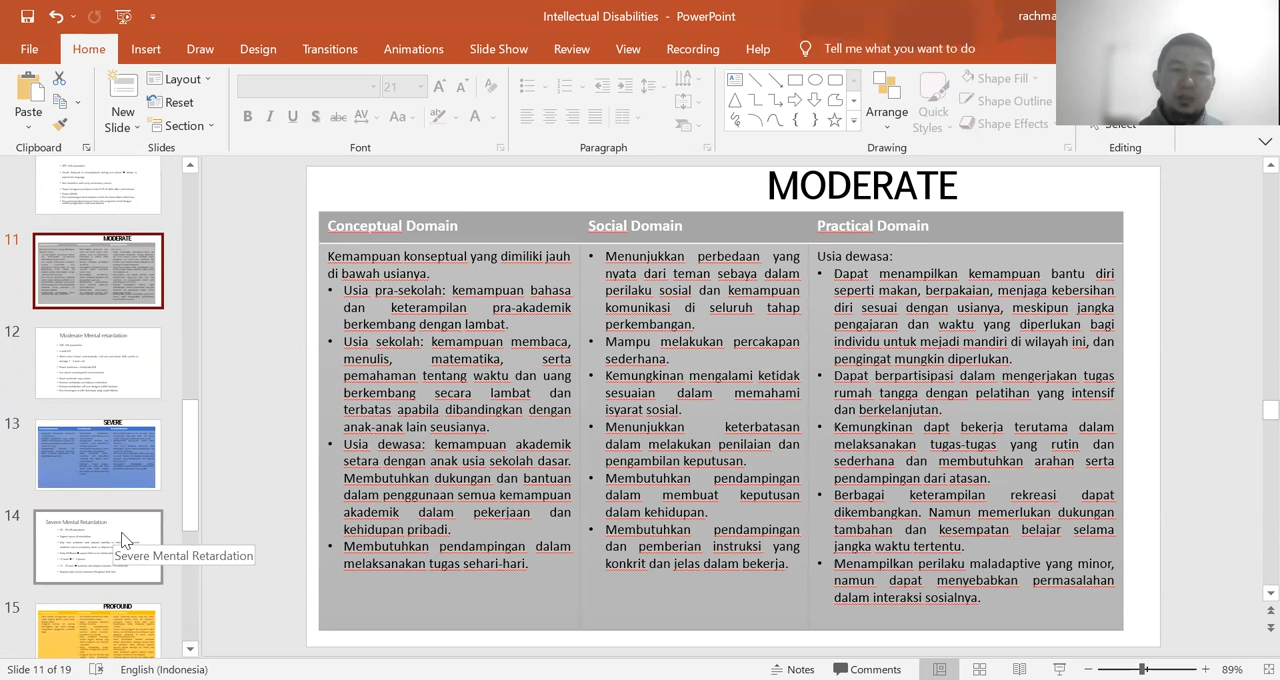 Intellectual Disabilities - PowerPoint
rachma
File Home Insert Draw Design Transitions Animations Slide Show Review View Recording Help Tell me what you want to do
Paste
Clipboard
New
Slide
Layout
Reset
Section
Slides
21
B I U S abc AV Aa A
Font
Paragraph
Arrange
Quick
Styles
Shape Fill
Shape Outline
Shape Effects
Drawing
Select
Editing
11
MODERATE
12
Moderate Mental retardation
13
SEVERE
14
Severe Mental Retardation
Severe Mental Retardation
15
PROFOUND
MODERATE
Conceptual Domain
Kemampuan konseptual yg dimiliki jauh
di bawah usianya.
• Usia pra-sekolah: kemampun bahasa
dan keterampilan pra-akademik
berkembang dengan lambat.
• Usia sekolah: kemampuan membaca,
menulis, matematika, serta
pemahaman tentang waktu dan uang
berkembang secara lambat dan
terbatas apabila dibandingkan dengan
anak-anak lain seusianya.
• Usia dewasa: kemampuan akademik
setara dengan anak usia sekolah dasar.
Membutuhkan dukungan dan bantuan
dalam penggunaan semua kemampuan
akademik dalam pekerjaan dan
kehidupan pribadi.
• Membutuhkan pendampingan dalam
melaksanakan tugas sehari-hari.
Social Domain
• Menunjukkan perbedaan yang
nyata dari teman sebaya dalam
perilaku sosial dan kemampuan
komunikasi di seluruh tahap
perkembangan.
• Mampu melakukan percakapan
sederhana.
• Kemungkinan mengalami ketidak
sesuaian dalam memahami
isyarat sosial.
• Menunjukkan keterbatasan
dalam melakukan penilaian dan
pengambilan keputusan.
• Membutuhkan pendampingan
dalam membuat keputusan
dalam kehidupan.
• Membutuhkan pendampingan
dan pemberian instruksi yang
konkrit dan jelas dalam bekerja.
Practical Domain
Usia dewasa:
• Dapat menampilkan kemampuan bantu diri
seperti makan, berpakaian, menjaga kebersihan
diri sesuai dengan usianya, meskipun jangka
pengajaran dan waktu yang diperlukan bagi
individu untuk mejadi mandiri di wilayah ini, dan
pengingat mungkin diperlukan.
• Dapat berpartisipasi dalam mengerjakan tugas
rumah tangga dengan pelatihan yang intensif
dan berkelanjutan.
• Kemungkinan dapt bekerja terutama dalam
melaksanakan tugas-tugas yang rutin dan
sederhana dan membutuhkan arahan serta
pendampingan dari atasan.
• Berbagai keterampilan rekreasi dapat
dikembangkan. Namun memerlukan dukungan
tambahan dan kesempatan belajar selama
jangka waktu tertentu.
• Menampilkan perilaku maladaptive yang minor,
namun dapat menyebabkan permasalahan
dalam interaksi sosialnya.
Slide 11 of 19 English (Indonesia) Notes Comments 89%